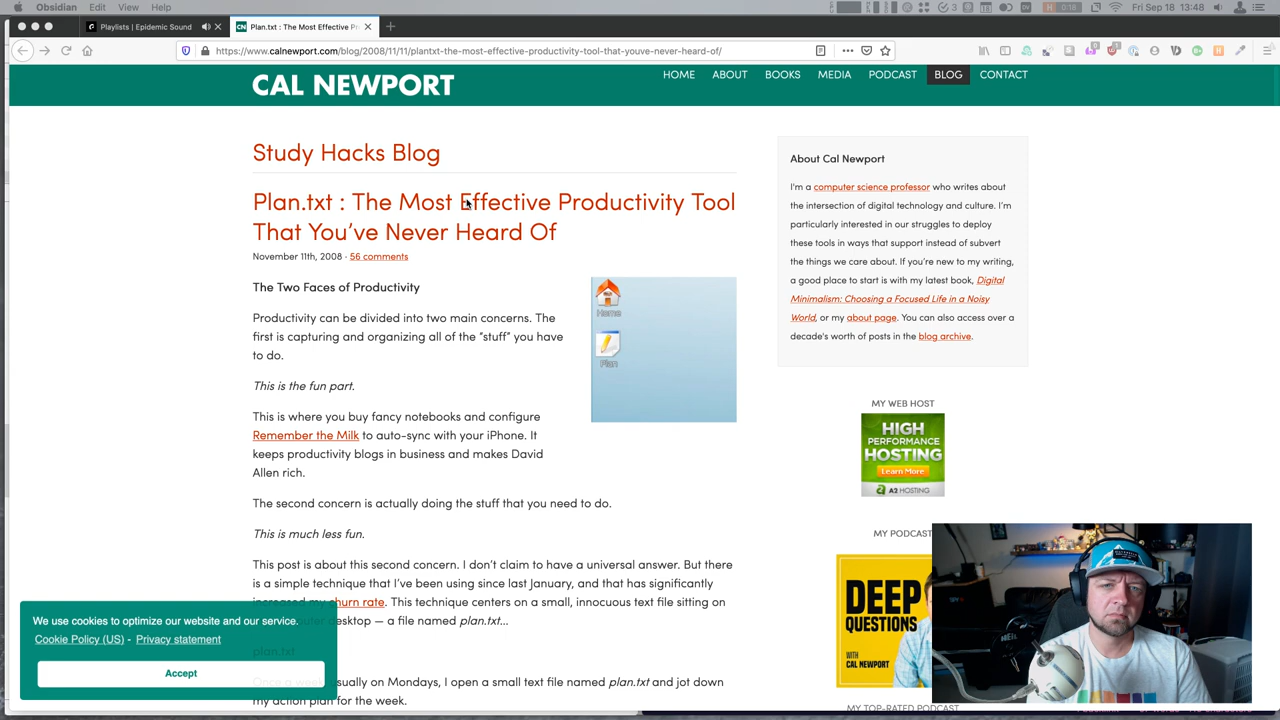 Obsidian Edit View Help
3
0:18
Fri Sep 18 13:48
Playlists | Epidemic Sound
CN Plan.txt : The Most Effective Pr
https://www.calnewport.com/blog/2008/11/11/plantxt-the-most-effective-productivity-tool-that-youve-never-heard-of/
CAL NEWPORT
HOME ABOUT BOOKS MEDIA PODCAST BLOG CONTACT
Study Hacks Blog
Plan.txt : The Most Effective Productivity Tool
That You’ve Never Heard Of
November 11th, 2008 · 56 comments
The Two Faces of Productivity
Productivity can be divided into two main concerns. The
first is capturing and organizing all of the “stuff” you have
to do.
This is the fun part.
This is where you buy fancy notebooks and configure
Remember the Milk to auto-sync with your iPhone. It
keeps productivity blogs in business and makes David
Allen rich.
Home
Plan
The second concern is actually doing the stuff that you need to do.
This is much less fun.
This post is about this second concern. I don’t claim to have a universal answer. But there
is a simple technique that I’ve been using since last January, and that has significantly
increased my churn rate. This technique centers on a small, innocuous text file sitting on
desktop — a file named plan.txt…
plan.txt
Once a week, usually on Mondays, I open a small text file named plan.txt and jot down
my action plan for the week.
We use cookies to optimize our website and our service.
Cookie Policy (US) - Privacy statement
Accept
About Cal Newport
I'm a computer science professor who writes about
the intersection of digital technology and culture. I'm
particularly interested in our struggles to deploy
these tools in ways that support instead of subvert
the things we care about. If you're new to my writing,
a good place to start is with my latest book, Digital
Minimalism: Choosing a Focused Life in a Noisy
World, or my about page. You can also access over a
decade's worth of posts in the blog archive.
MY WEB HOST
HIGH
PERFORMANCE
HOSTING
Learn More
A2 HOSTING
MY PODCAST
DEEP
QUESTIONS
WITH
CAL NEWPORT
MY TOP-RATED PODCAST